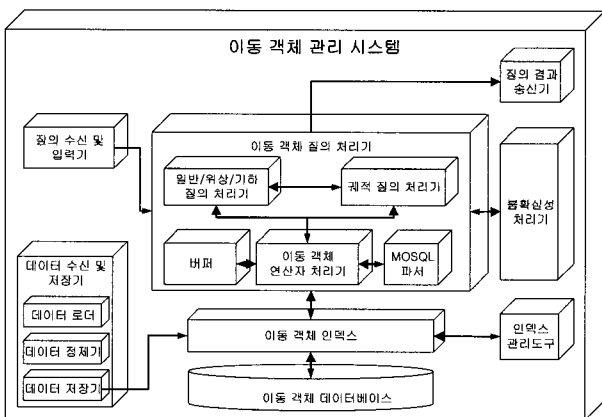 이동 객체 관리 시스템
질의 결과
송신기
질의 수신 및
입력기
이동 객체 질의 처리기
일반/위상/기하
질의 처리기
궤적 질의 처리기
불확실성
처리기
버퍼
이동 객체
연산자 처리기
MOSQL
파서
데이터 수신 및
저장기
데이터 로더
데이터 정제기
데이터 저장기
이동 객체 인덱스
인덱스
관리도구
이동 객체 데이터베이스